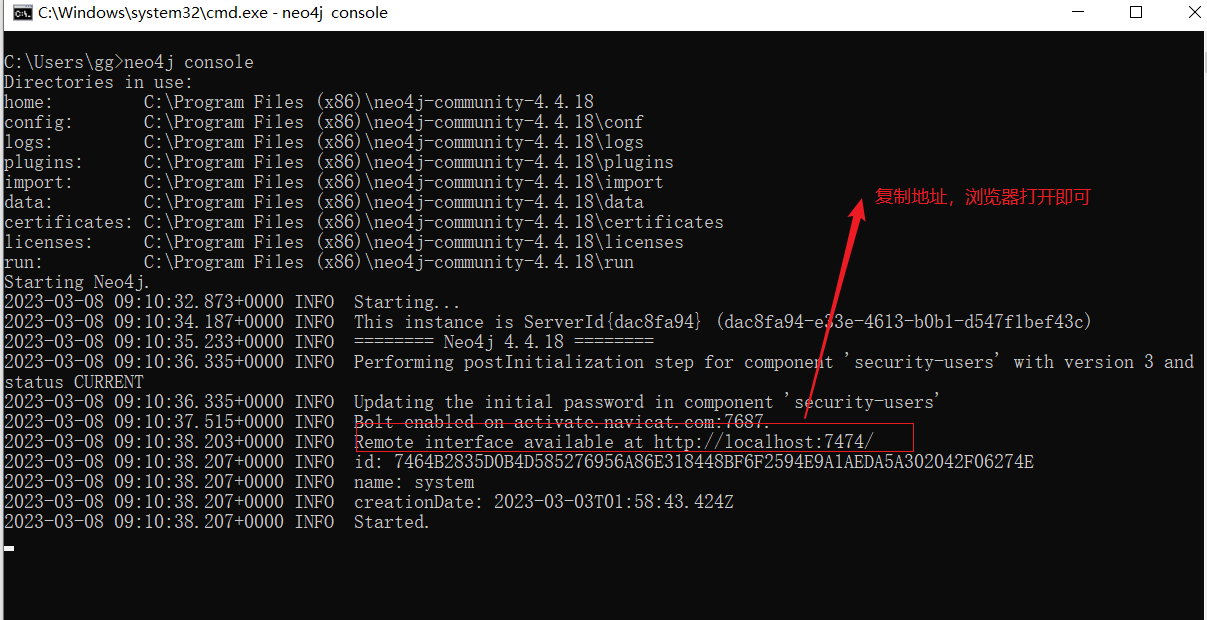 C:\Windows\system32\cmd.exe - neo4j  console
C:\Users\gg>neo4j console
Directories in use:
home:         C:\Program Files (x86)\neo4j-community-4.4.18
config:       C:\Program Files (x86)\neo4j-community-4.4.18\conf
logs:         C:\Program Files (x86)\neo4j-community-4.4.18\logs
plugins:      C:\Program Files (x86)\neo4j-community-4.4.18\plugins
import:       C:\Program Files (x86)\neo4j-community-4.4.18\import
data:         C:\Program Files (x86)\neo4j-community-4.4.18\data
certificates: C:\Program Files (x86)\neo4j-community-4.4.18\certificates
licenses:     C:\Program Files (x86)\neo4j-community-4.4.18\licenses
run:          C:\Program Files (x86)\neo4j-community-4.4.18\run
复制地址，浏览器打开即可
Starting Neo4j.
2023-03-08 09:10:32.873+0000 INFO  Starting...
2023-03-08 09:10:34.187+0000 INFO  This instance is ServerId{dac8fa94} (dac8fa94-e33e-4613-b0b1-d547f1bef43c)
2023-03-08 09:10:35.233+0000 INFO  ======== Neo4j 4.4.18 ========
2023-03-08 09:10:36.335+0000 INFO  Performing postInitialization step for component 'security-users' with version 3 and
status CURRENT
2023-03-08 09:10:36.335+0000 INFO  Updating the initial password in component 'security-users'
2023-03-08 09:10:37.515+0000 INFO  Bolt enabled on activate.navicat.com:7687.
2023-03-08 09:10:38.203+0000 INFO  Remote interface available at http://localhost:7474/
2023-03-08 09:10:38.207+0000 INFO  id: 7464B2835D0B4D585276956A86E318448BF6F2594E9A1AEDA5A302042F06274E
2023-03-08 09:10:38.207+0000 INFO  name: system
2023-03-08 09:10:38.207+0000 INFO  creationDate: 2023-03-03T01:58:43.424Z
2023-03-08 09:10:38.207+0000 INFO  Started.